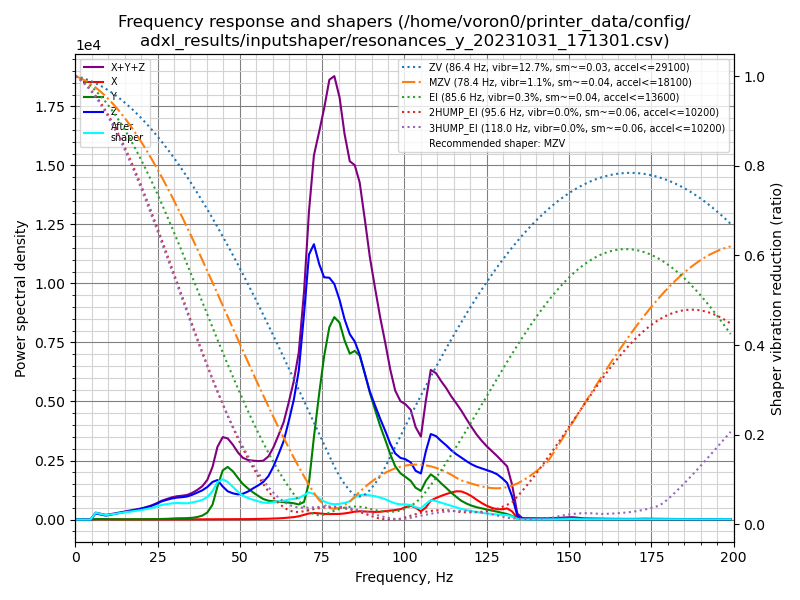 Frequency response and shapers (/home/voron0/printer_data/config/
adxl_results/inputshaper/resonances_y_20231031_171301.csv)
1e4
X+Y+Z
X
Y
Z
After
shaper
ZV (86.4 Hz, vibr=12.7%, sm~=0.03, accel<=29100)
MZV (78.4 Hz, vibr=1.1%, sm~=0.04, accel<=18100)
EI (85.6 Hz, vibr=0.3%, sm~=0.04, accel<=13600)
2HUMP_EI (95.6 Hz, vibr=0.0%, sm~=0.06, accel<=10200)
3HUMP_EI (118.0 Hz, vibr=0.0%, sm~=0.06, accel<=10200)
Recommended shaper: MZV
Power spectral density
1.75
1.50
1.25
1.00
0.75
0.50
0.25
0.00
1.0
0.8
0.6
0.4
0.2
0.0
Shaper vibration reduction (ratio)
0 25 50 75 100 125 150 175 200
Frequency, Hz